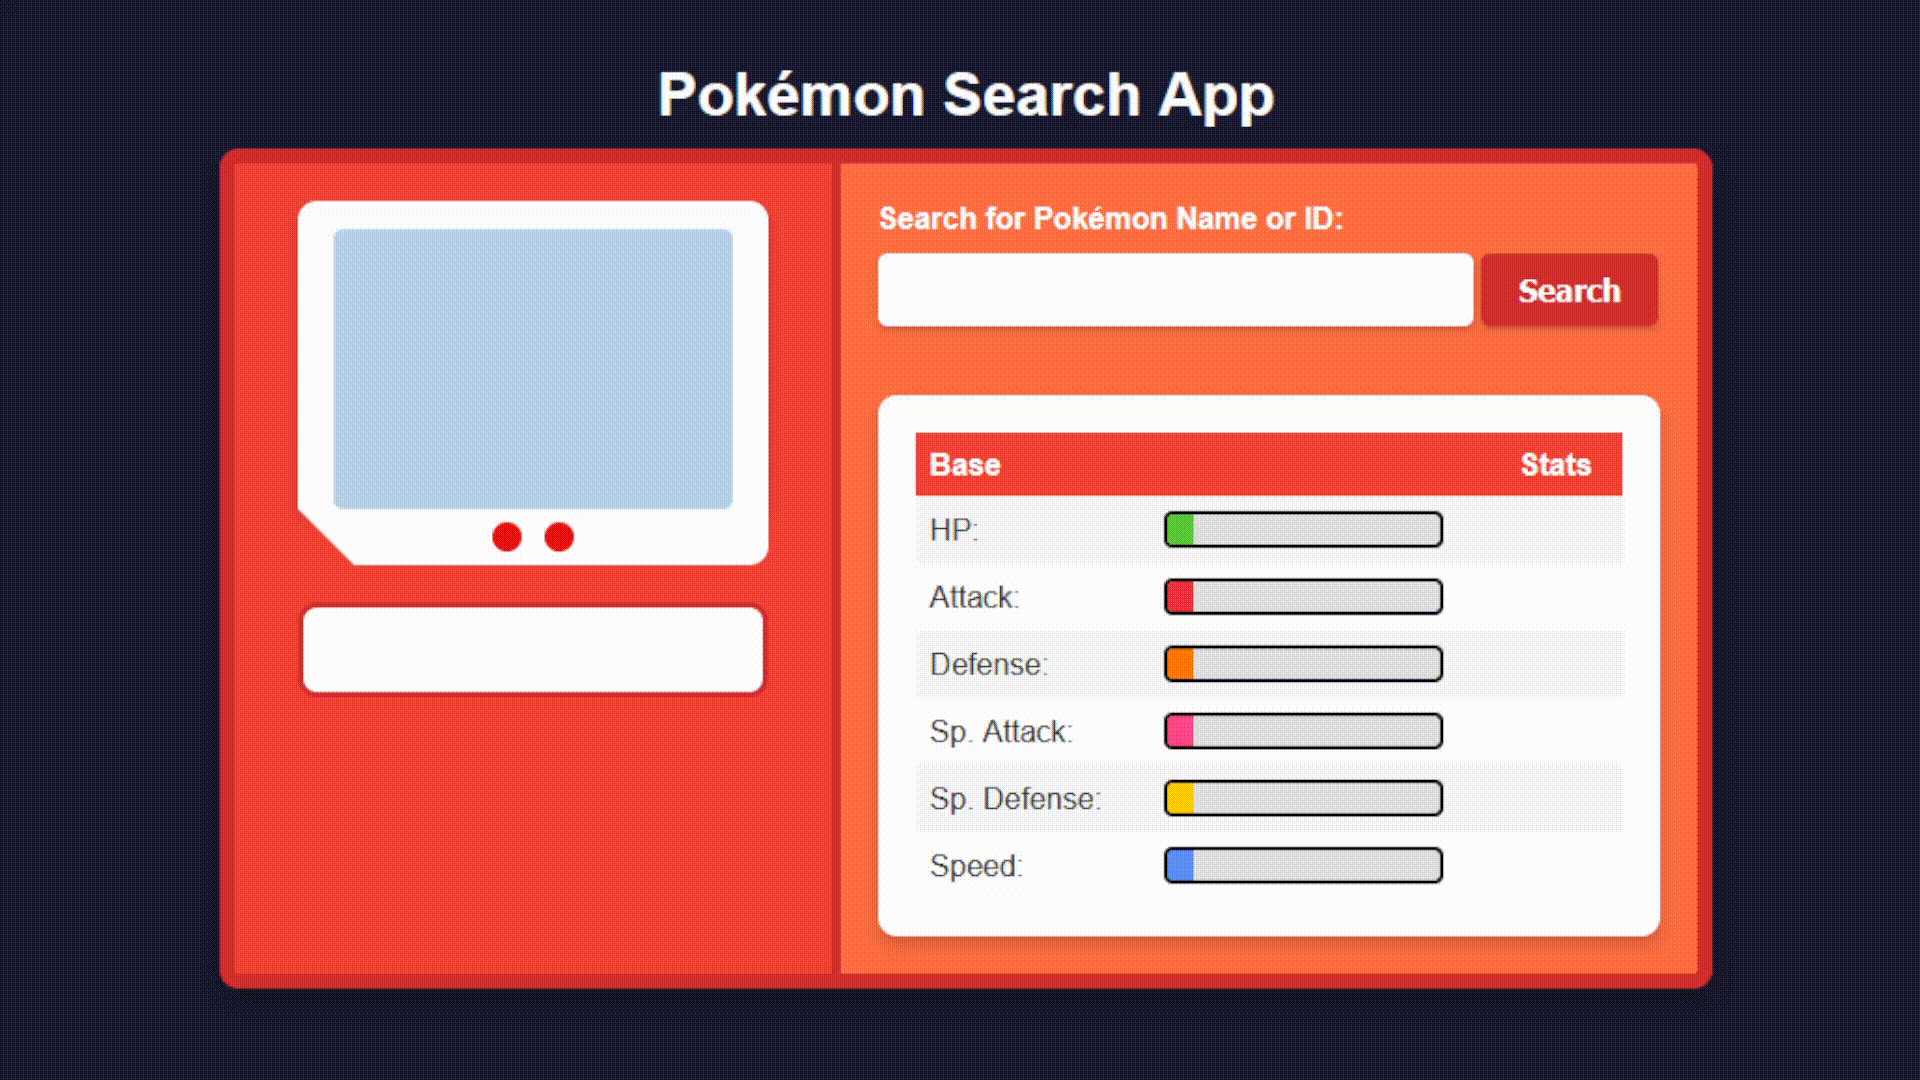 Pokémon Search App
Search for Pokémon Name or ID:
Search
Base Stats
HP:
Attack:
Defense:
Sp. Attack:
Sp. Defense:
Speed: